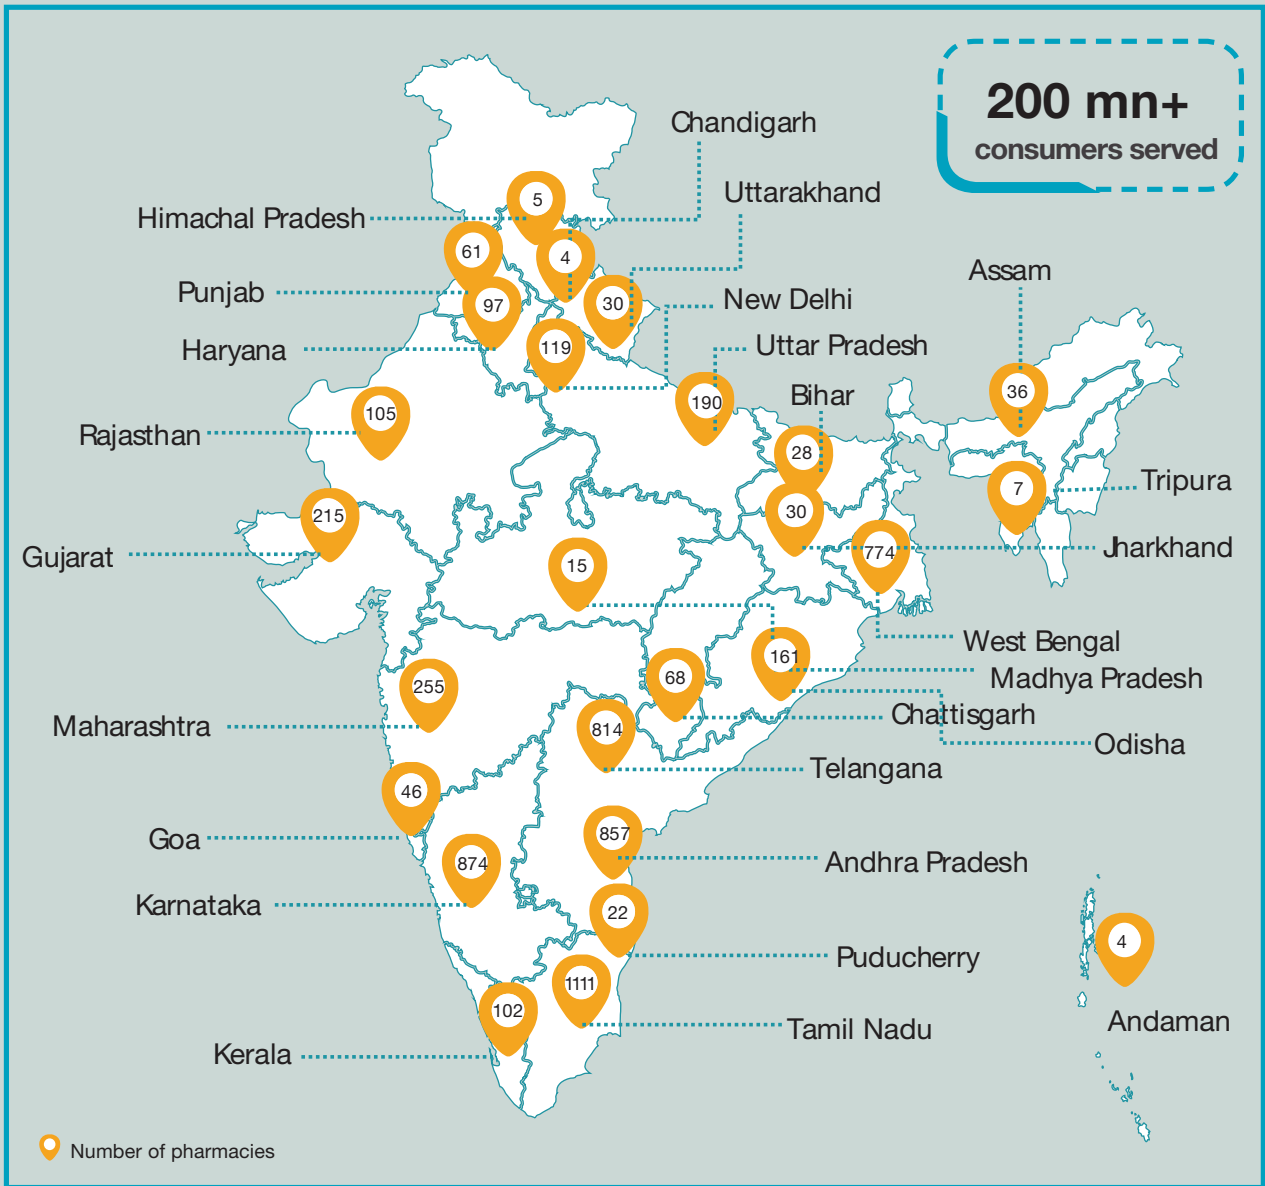 200 mn+
consumers served
Chandigarh
Uttarakhand
5
Himachal Pradesh
61
4
Assam
Punjab
97
30
New Delhi
Haryana
119
Uttar Pradesh
36
Bihar
190
105
Rajasthan
28
7
Tripura
215
30
Gujarat
774
Jharkhand
15
West Bengal
161
68
Madhya Pradesh
255
Chattisgarh
Maharashtra
814
Odisha
Telangana
46
Goa
857
874
Andhra Pradesh
Karnataka
22
4
Puducherry
1111
102
Andaman
Tamil Nadu
Kerala
Number of pharmacies